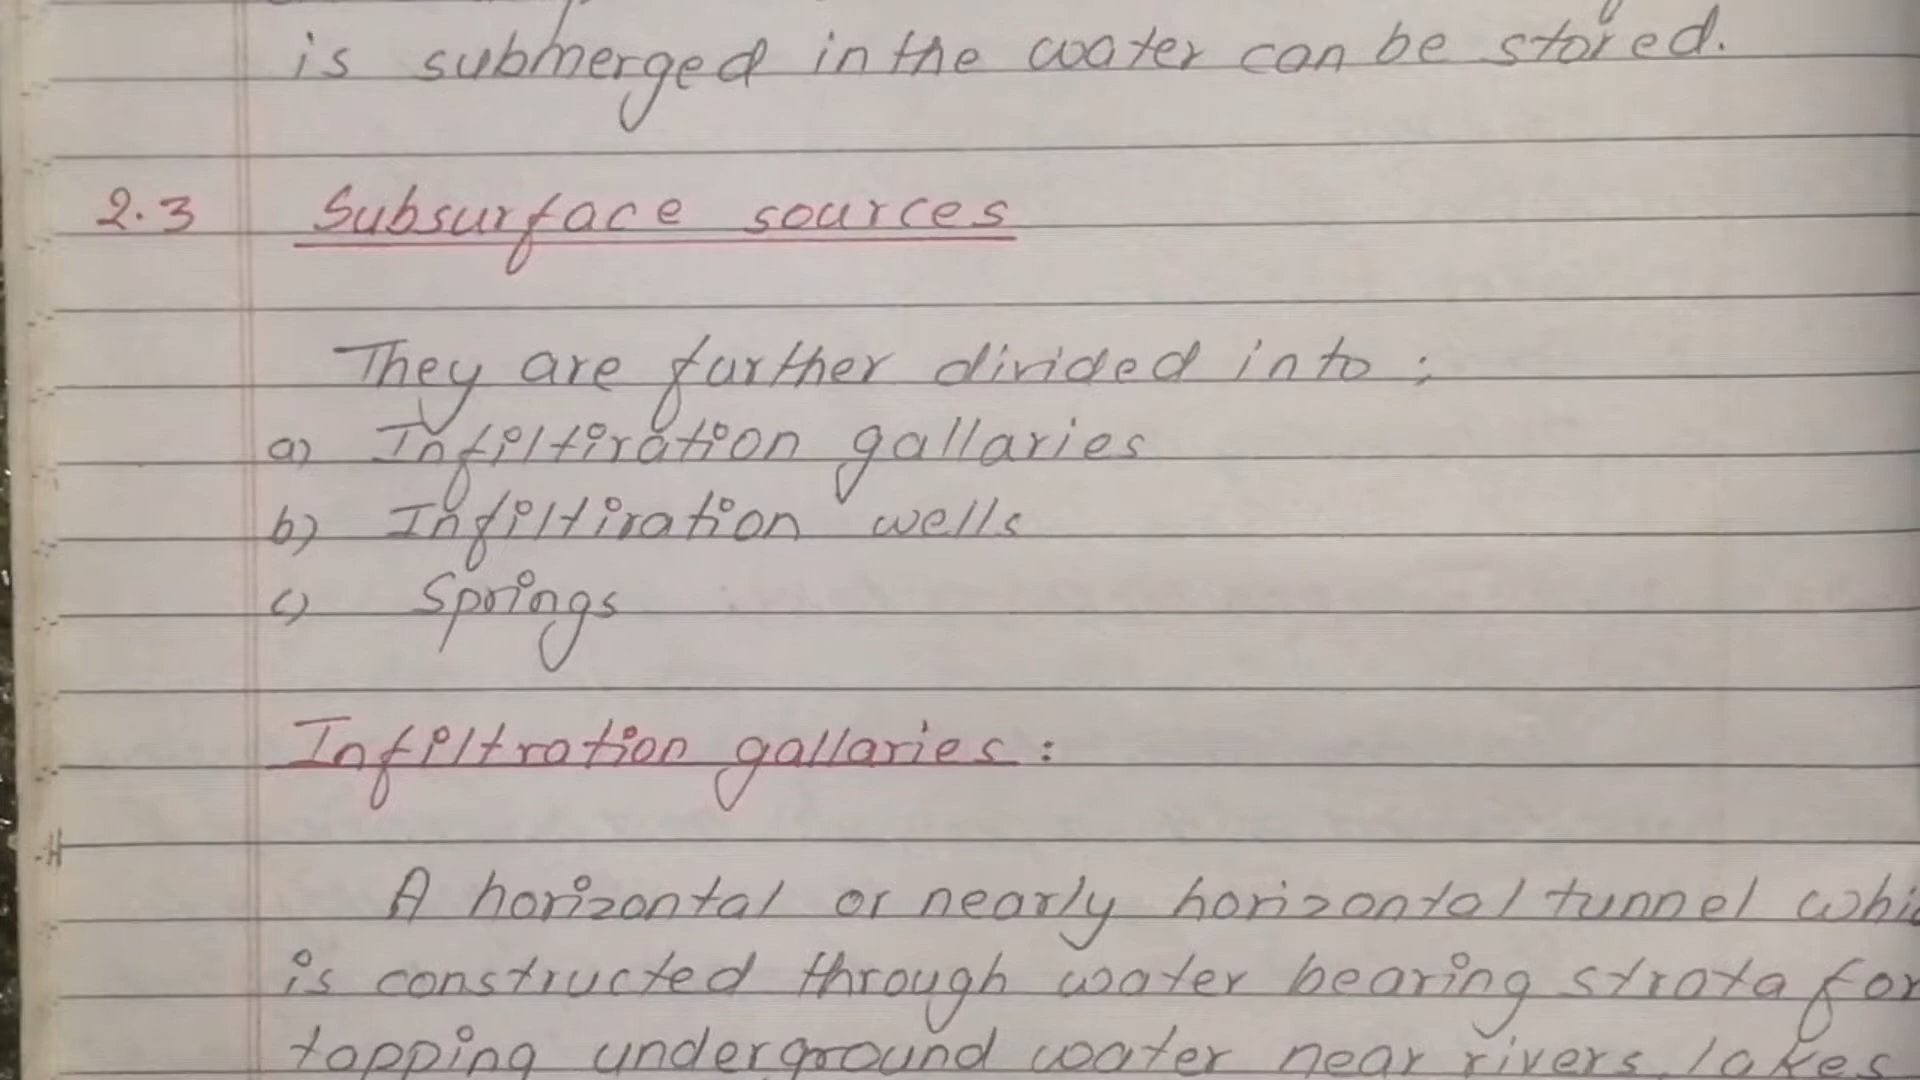 is submerged in the water can be stored.
2.3 Subsurface sources
They are further divided into :
a) Infiltiration gallaries
b) Infiltiration wells
c) Springs
Infiltration gallaries :
A horizontal or nearly horizontal tunnel whic
is constructed through water bearing strata for
tapping underground water near rivers, lakes